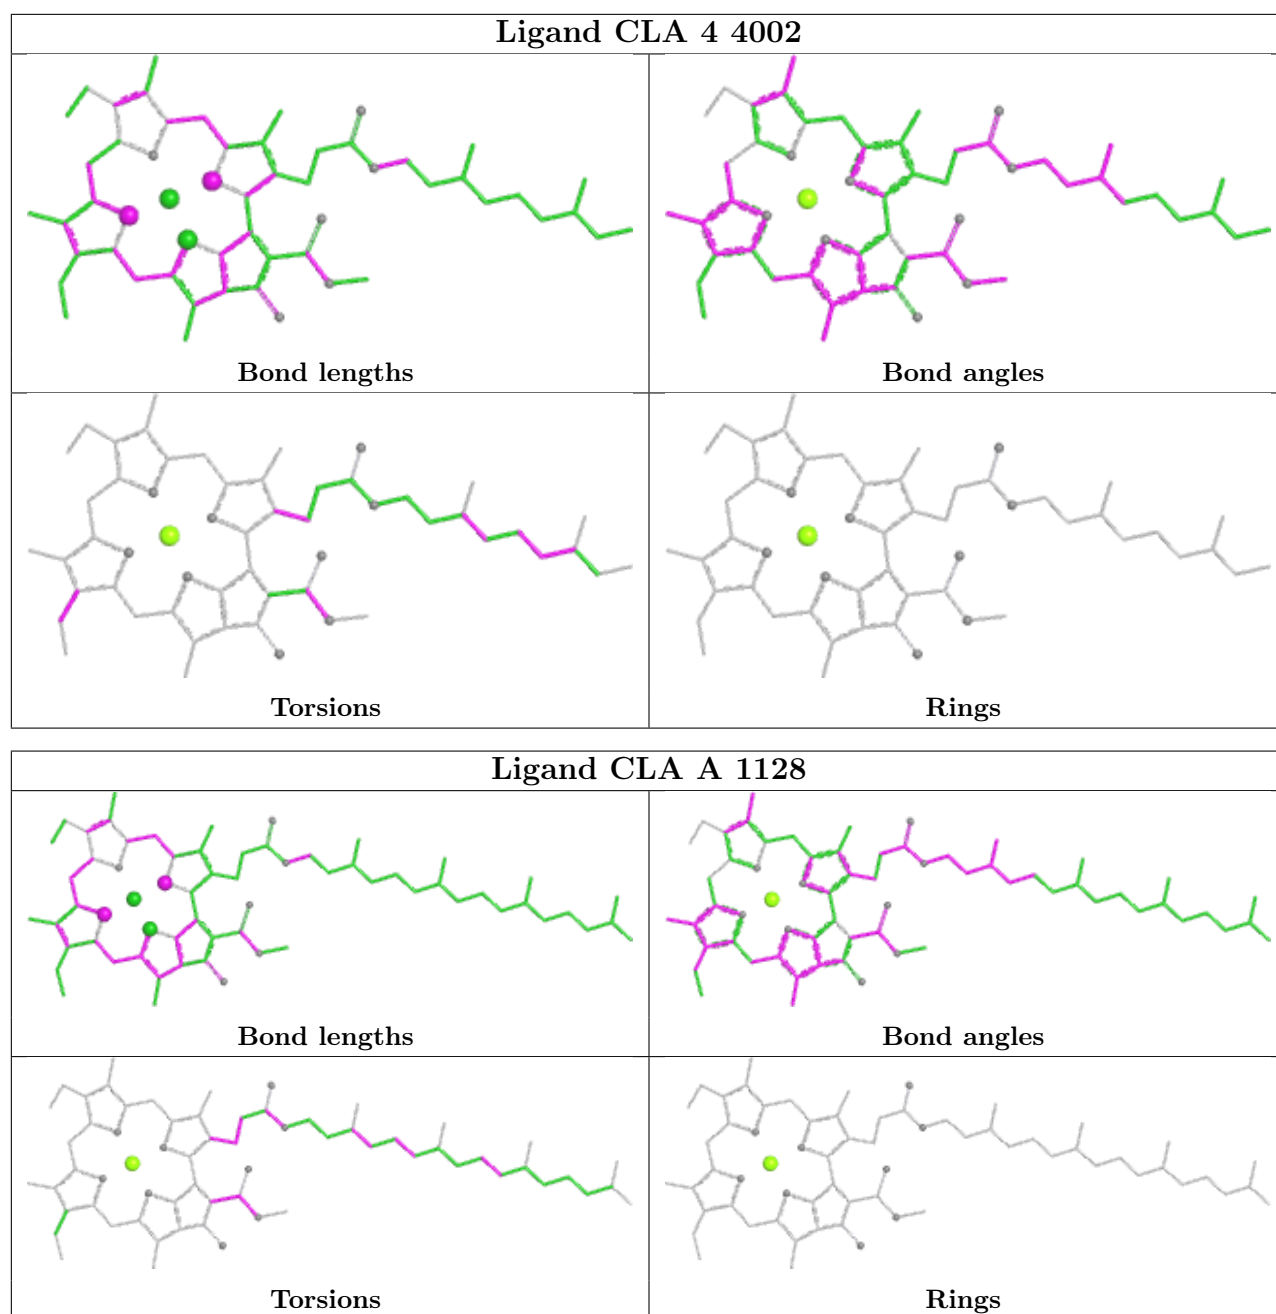 Ligand CLA 4 4002
Bond lengths
Bond angles
Torsions
Rings
Ligand CLA A 1128
Bond lengths
Bond angles
Torsions
Rings